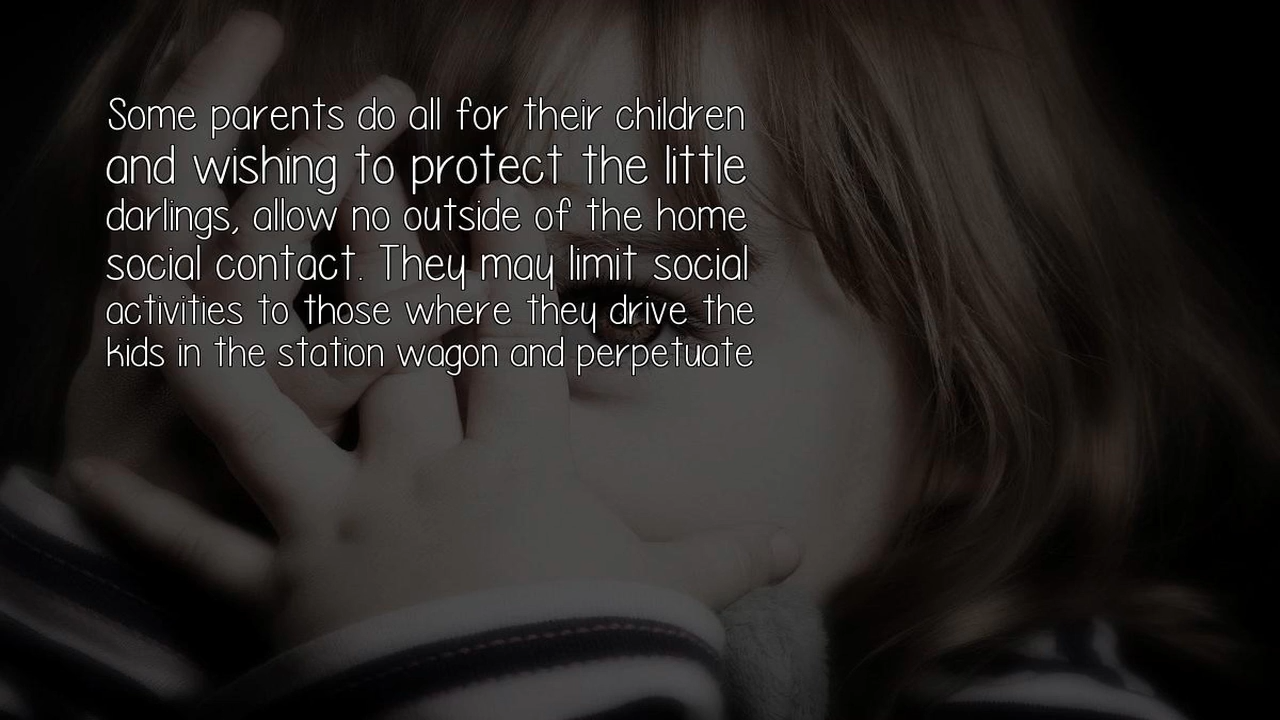 Some parents do all for their children
and wishing to protect the little
darlings, allow no outside of the home
social contact. They may limit social
activities to those where they drive the
kids in the station wagon and perpetuate